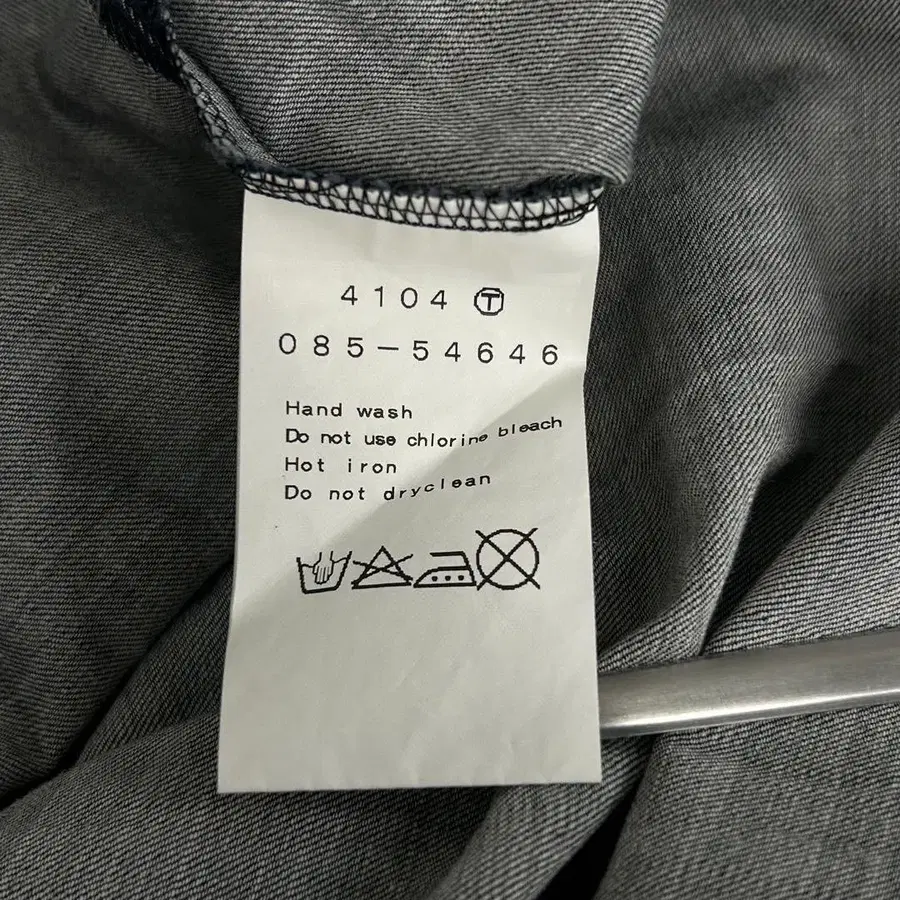 4104 Ⓣ
085-54646
Hand wash
Do not use chlorine bleach
Hot iron
Do not dryclean